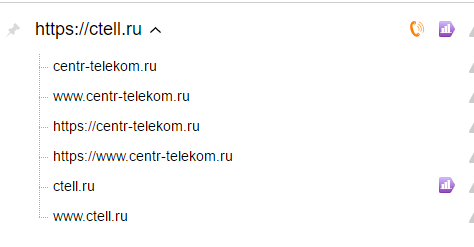 https://ctell.ru
centr-telekom.ru
www.centr-telekom.ru
https://centr-telekom.ru
https://www.centr-telekom.ru
ctell.ru
www.ctell.ru